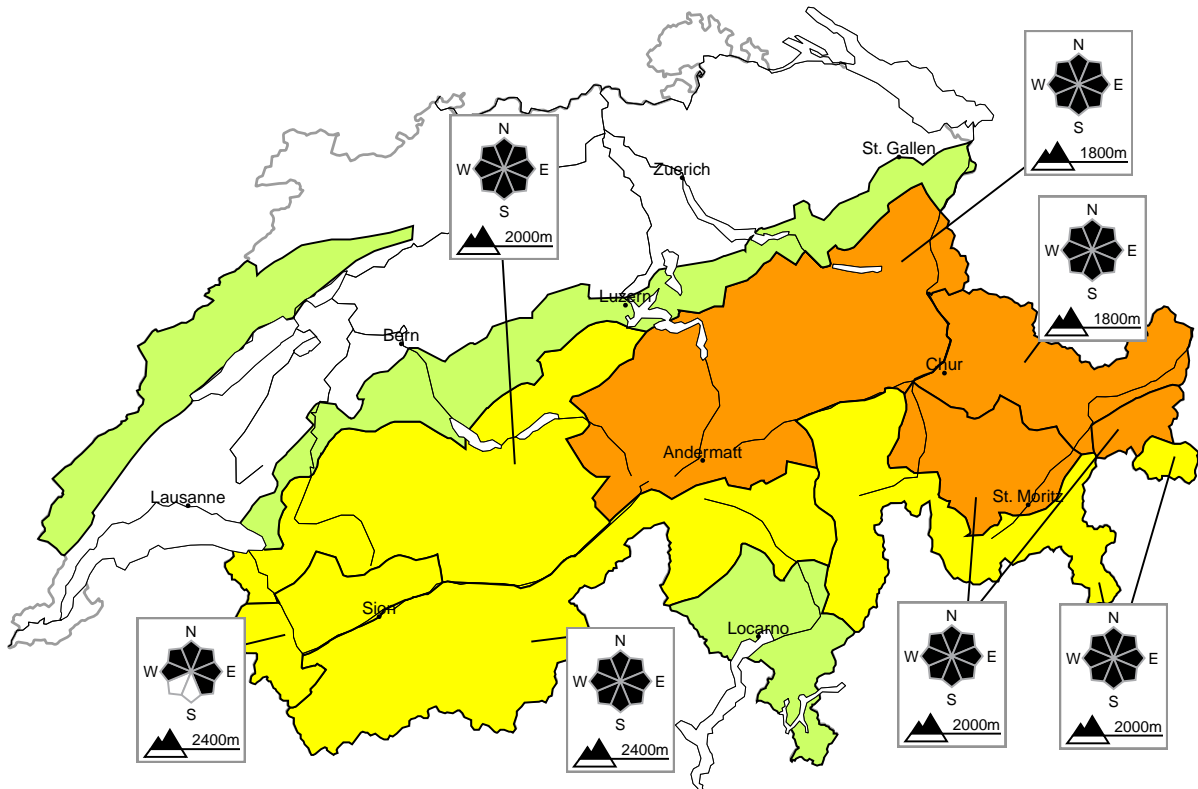 N
W E
S
1800m
N
W E
S
2000m
St. Gallen
Zuerich
N
W E
S
1800m
Luzern
Bern
Chur
Andermatt
St. Moritz
Lausanne
Sion
Locarno
N
W E
S
2400m
N
W E
S
2400m
N
W E
S
2000m
N
W E
S
2000m